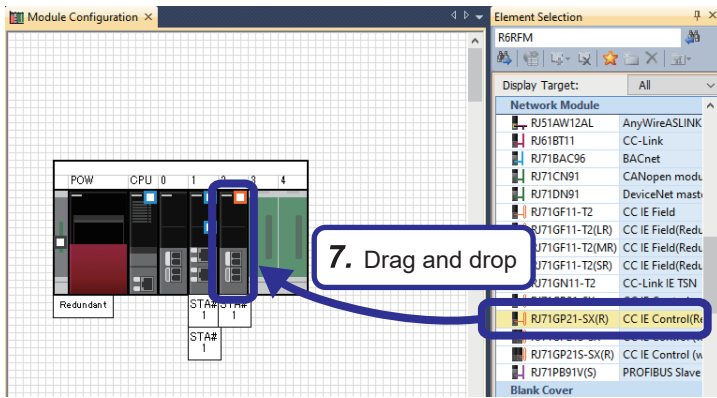 Module Configuration
Element Selection
R6RFM
Display Target: All
Network Module
RJ51AW12AL AnyWireASLINK
RJ61BT11 CC-Link
RJ71BAC96 BACnet
RJ71CN91 CANopen modu
RJ71DN91 DeviceNet mast
RJ71GF11-T2 CC IE Field
RJ71GF11-T2(LR) CC IE Field(Redu
RJ71GF11-T2(MR) CC IE Field(Redu
RJ71GF11-T2(SR) CC IE Field(Redu
RJ71GN11-T2 CC-Link IE TSN
RJ71GP21-SX(R) CC IE Control(Re
RJ71GP21S-SX(R) CC IE Control (w
RJ71PB91V(S) PROFIBUS Slave
Blank Cover
POW CPU 0 1 2 3 4
7. Drag and drop
Redundant
STA# STA#
1 1
STA#
1